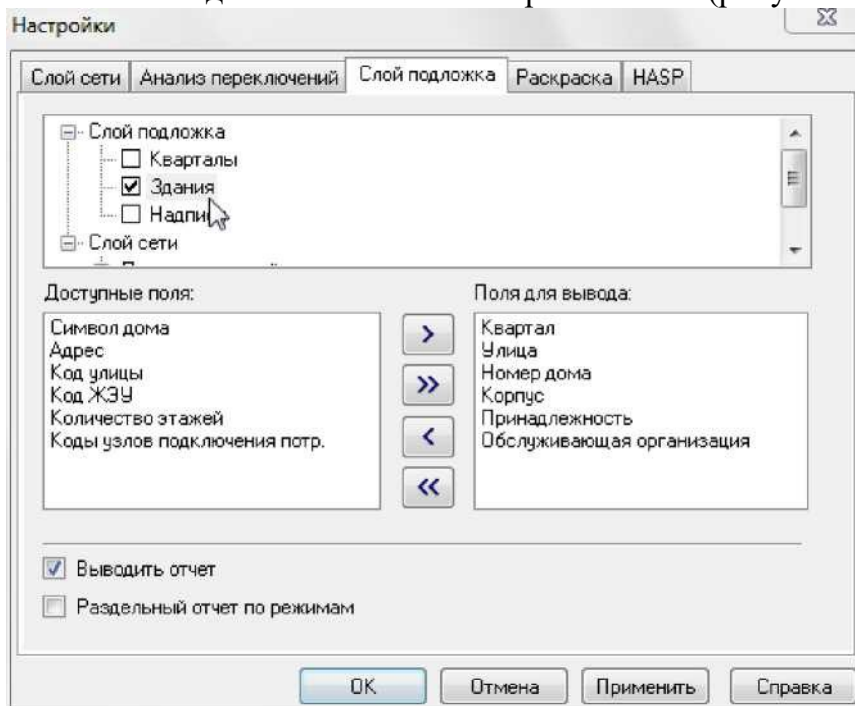 Настройки
Слой сети Анализ переключений Слой подложка Раскраска HASP
Слой подложка
Кварталы
Здания
Надпи
Слой сети
Доступные поля: Поля для вывода:
Символ дома
Адрес
Код улицы
Код ЖЭУ
Количество этажей
Коды узлов подключения потр.
> >> < <<
Квартал
Улица
Номер дома
Корпус
Принадлежность
Обслуживающая организация
Выводить отчет
Раздельный отчет по режимам
OK Отмена Применить Справка